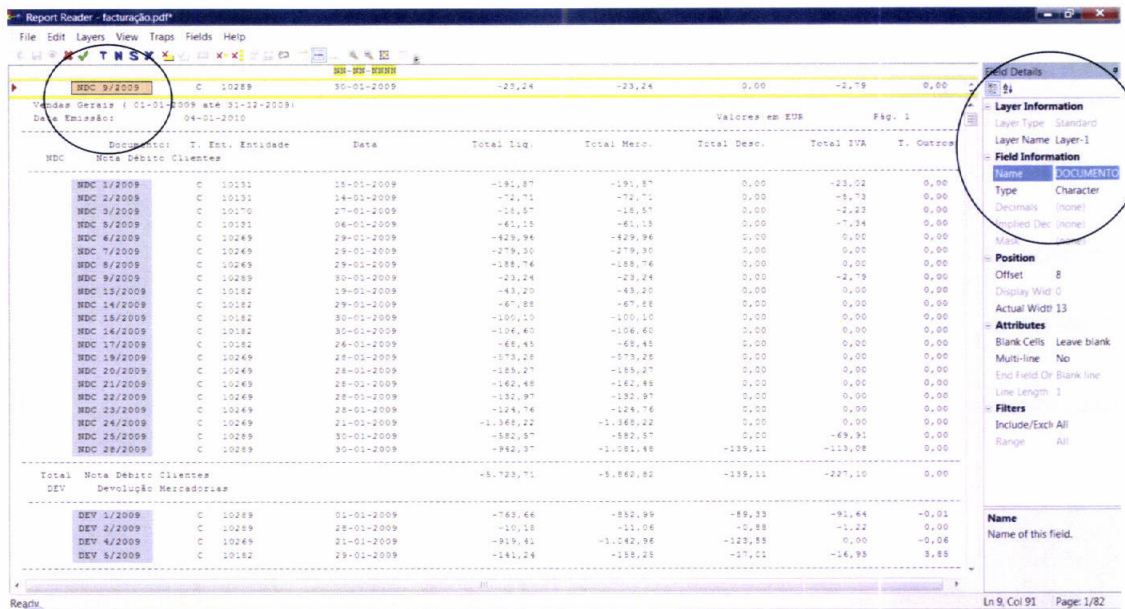 Report Reader - facturação.pdf*
File Edit Layers View Traps Fields Help
T N S X
NN-NN-NNNN
NDC 9/2009 C 10289 30-01-2009 -23,24 -23,24 0,00 -2,79 0,00
Vendas Gerais ( 01-01-2009 até 31-12-2009)
Data Emissão: 04-01-2010 Valores em EUR Pág. 1
Documento: T. Ent. Entidade Data Total Liq. Total Merc. Total Desc. Total IVA T. Outros
NDC Nota Débito Clientes
NDC 1/2009 C 10131 15-01-2009 -191,87 -191,87 0,00 -23,02 0,00
NDC 2/2009 C 10131 14-01-2009 -72,71 -72,71 0,00 -8,73 0,00
NDC 3/2009 C 10170 27-01-2009 -18,57 -18,57 0,00 -2,23 0,00
NDC 5/2009 C 10131 06-01-2009 -61,15 -61,15 0,00 -7,34 0,00
NDC 6/2009 C 10269 29-01-2009 -429,96 -429,96 0,00 0,00 0,00
NDC 7/2009 C 10269 29-01-2009 -279,30 -279,30 0,00 0,00 0,00
NDC 8/2009 C 10269 29-01-2009 -188,76 -188,76 0,00 0,00 0,00
NDC 9/2009 C 10289 30-01-2009 -23,24 -23,24 0,00 -2,79 0,00
NDC 13/2009 C 10182 19-01-2009 -43,20 -43,20 0,00 0,00 0,00
NDC 14/2009 C 10182 29-01-2009 -67,88 -67,88 0,00 0,00 0,00
NDC 15/2009 C 10182 30-01-2009 -100,10 -100,10 0,00 0,00 0,00
NDC 16/2009 C 10182 30-01-2009 -106,60 -106,60 0,00 0,00 0,00
NDC 17/2009 C 10182 26-01-2009 -68,45 -68,45 0,00 0,00 0,00
NDC 19/2009 C 10269 28-01-2009 -573,28 -573,28 0,00 0,00 0,00
NDC 20/2009 C 10269 28-01-2009 -185,27 -185,27 0,00 0,00 0,00
NDC 21/2009 C 10269 28-01-2009 -162,48 -162,48 0,00 0,00 0,00
NDC 22/2009 C 10269 28-01-2009 -132,97 -132,97 0,00 0,00 0,00
NDC 23/2009 C 10269 28-01-2009 -124,76 -124,76 0,00 0,00 0,00
NDC 24/2009 C 10269 21-01-2009 -1.368,22 -1.368,22 0,00 0,00 0,00
NDC 25/2009 C 10289 30-01-2009 -582,57 -582,57 0,00 -69,91 0,00
NDC 28/2009 C 10289 30-01-2009 -942,37 -1.081,48 -139,11 -113,08 0,00
Total Nota Débito Clientes -5.723,71 -5.862,82 -139,11 -227,10 0,00
DEV Devolução Mercadorias
DEV 1/2009 C 10289 01-01-2009 -763,66 -852,99 -89,33 -91,64 -0,01
DEV 2/2009 C 10289 28-01-2009 -10,18 -11,06 -0,88 -1,22 0,00
DEV 4/2009 C 10269 21-01-2009 -919,41 -1.042,96 -123,55 0,00 -0,06
DEV 5/2009 C 10182 29-01-2009 -141,24 -158,25 -17,01 -16,95 3,85
Field Details
Layer Information
Layer Type Standard
Layer Name Layer-1
Field Information
Name DOCUMENTO
Type Character
Decimals (none)
Implied Dec (none)
Mask (none)
Position
Offset 8
Display Widt 0
Actual Widtl 13
Attributes
Blank Cells Leave blank
Multi-line No
End Field Or Blank line
Line Length 1
Filters
Include/Excl All
Range All
Name
Name of this field.
Ready
Ln 9, Col 91 Page: 1/82